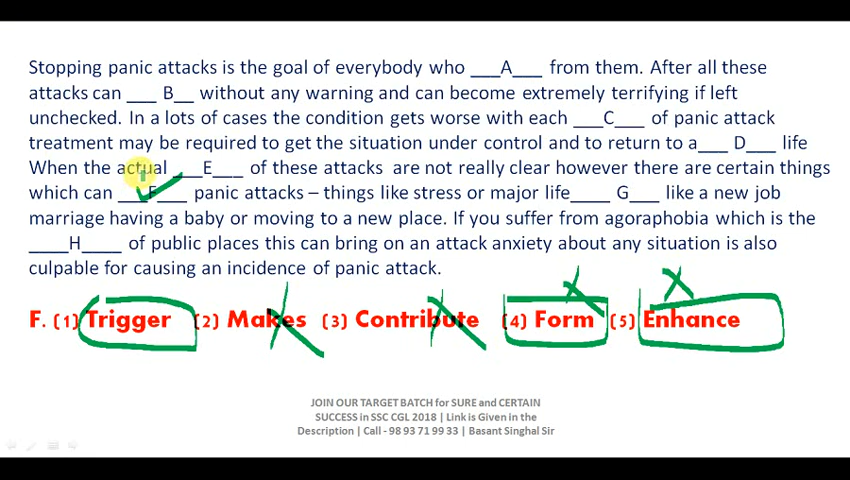 Stopping panic attacks is the goal of everybody who ___A___ from them. After all these
attacks can ___ B__ without any warning and can become extremely terrifying if left
unchecked. In a lots of cases the condition gets worse with each ___C___ of panic attack
treatment may be required to get the situation under control and to return to a___ D___ life
When the actual ___E___ of these attacks are not really clear however there are certain things
which can ___F___ panic attacks – things like stress or major life____ G___ like a new job
marriage having a baby or moving to a new place. If you suffer from agoraphobia which is the
____H____ of public places this can bring on an attack anxiety about any situation is also
culpable for causing an incidence of panic attack.
F. (1) Trigger (2) Makes (3) Contribute (4) Form (5) Enhance
JOIN OUR TARGET BATCH for SURE and CERTAIN
SUCCESS in SSC CGL 2018 | Link is Given in the
Description | Call - 98 93 71 99 33 | Basant Singhal Sir